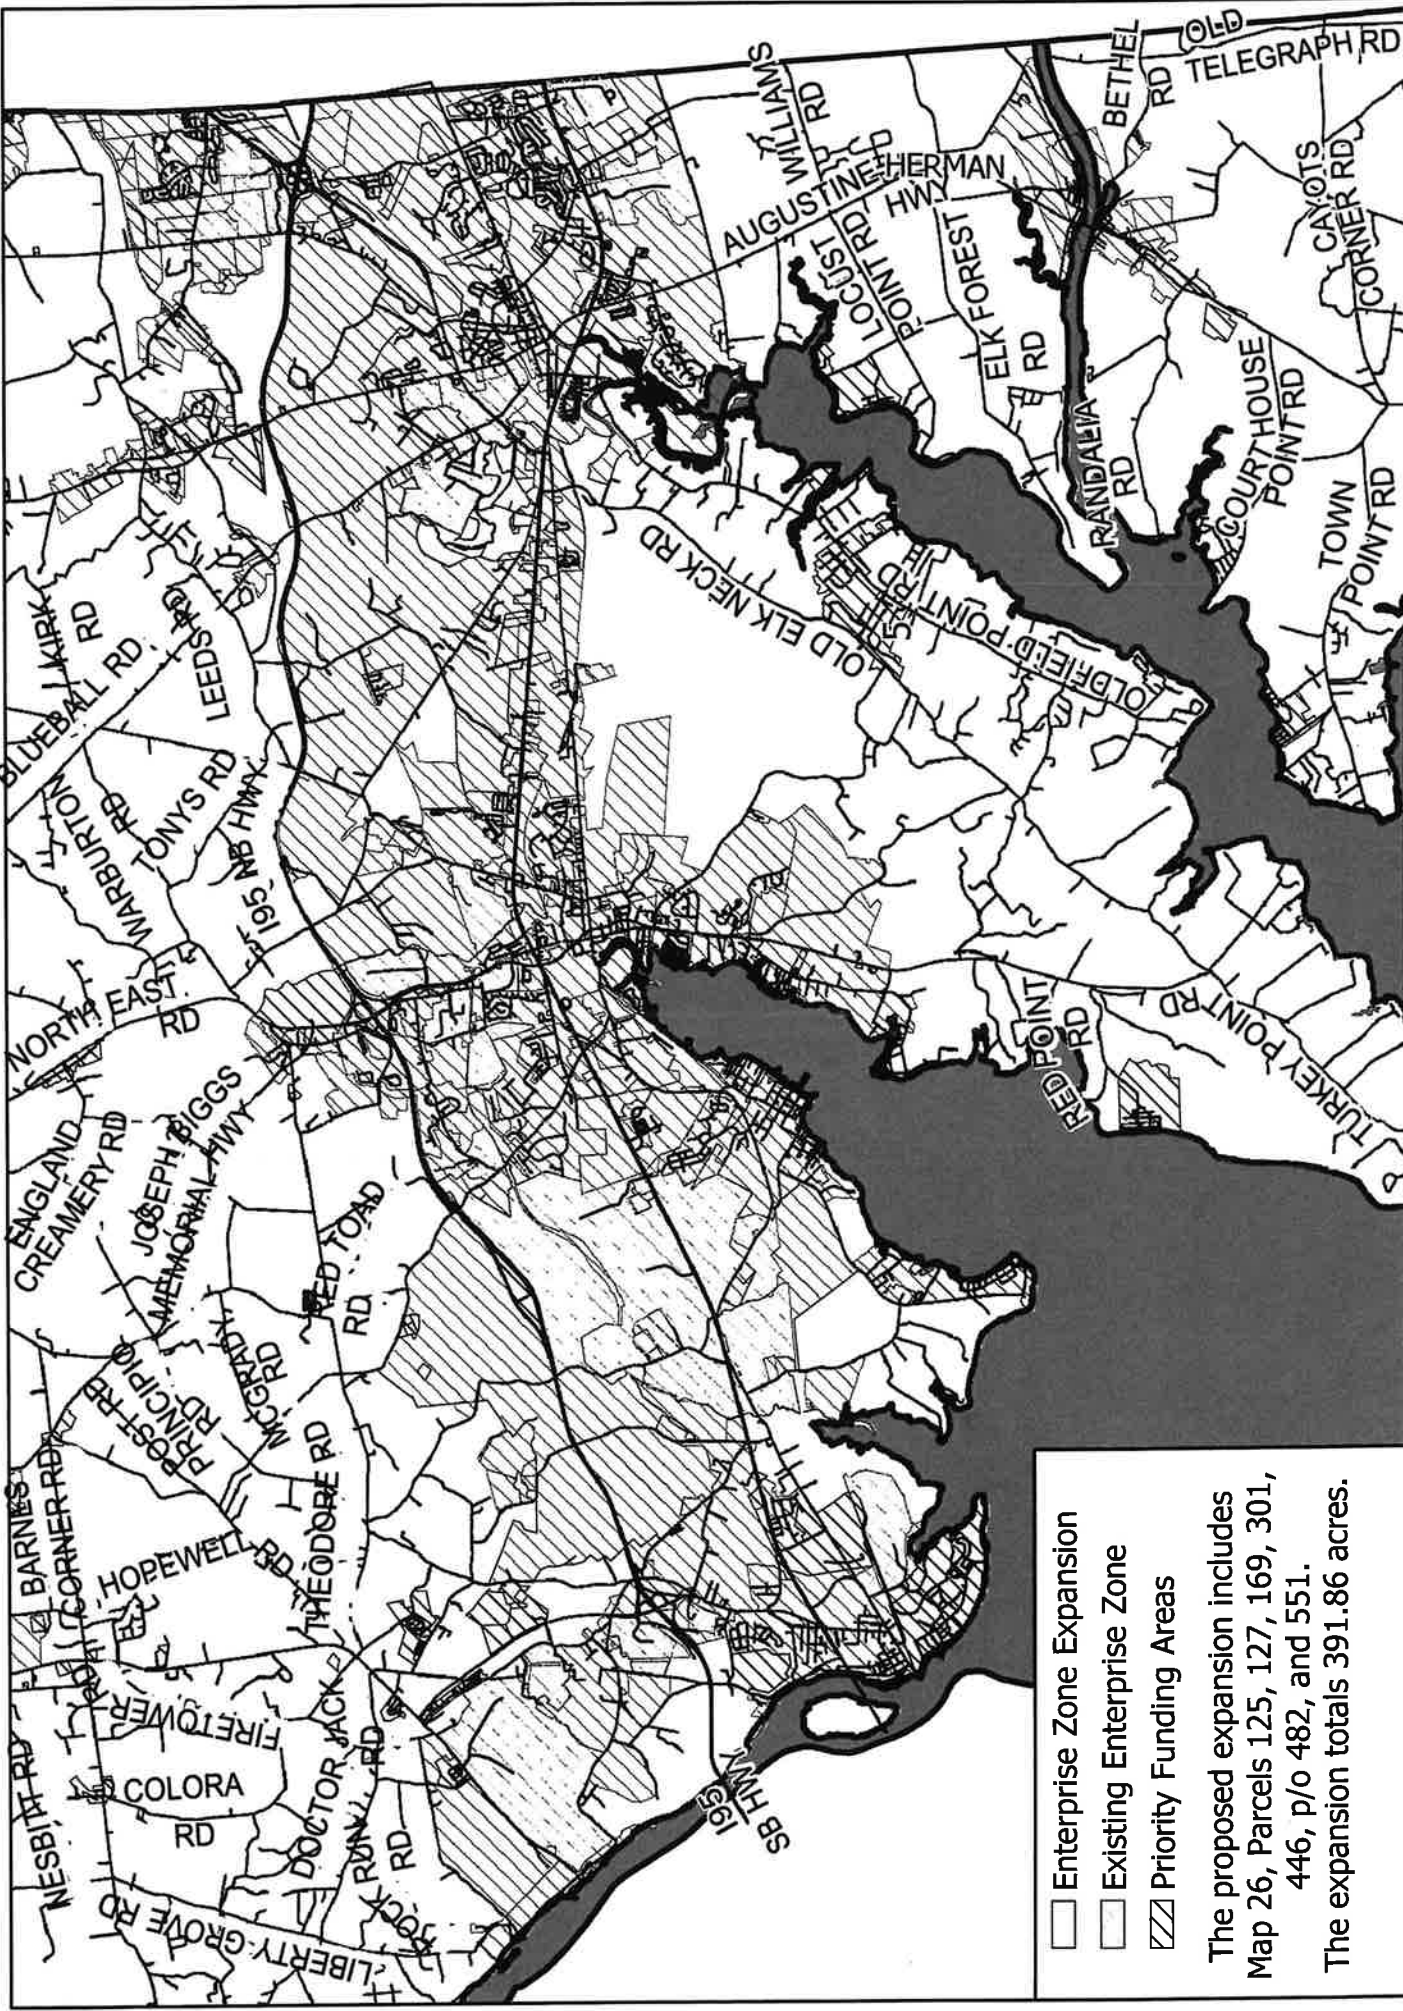 NESBITT RD
BARNES
CORNER RD
HOPEWELL
RD
FIRETOWER
RD
COLORA
RD
LIBERTY GROVE RD
DOCTOR JACK
RD
JOCK RUN
RD
THEODORE RD
POST RD
PRINCIPIO
RD
MCGRADY
RD
ENGLAND
CREAMERY RD
JOSEPH BIGGS
MEMORIAL HWY
RED TOAD
RD
NORTH EAST
RD
WARBURTON
RD
TONYS RD
I95 NB HWY
BLUEBALL RD
KIRK
RD
LEEDS RD
I95
SB HWY
OLD ELK NECK RD
OLDFIELD POINT RD
RED POINT
RD
TURKEY POINT RD
WILLIAMS
RD
AUGUSTINE HERMAN
HWY
LOCUST
POINT RD
ELK FOREST
RD
RANDALIA
RD
COURTHOUSE
POINT RD
TOWN
POINT RD
CAYOTS
CORNER RD
BETHEL
RD
OLD
TELEGRAPH RD
Enterprise Zone Expansion
Existing Enterprise Zone
Priority Funding Areas
The proposed expansion includes
Map 26, Parcels 125, 127, 169, 301,
446, p/o 482, and 551.
The expansion totals 391.86 acres.